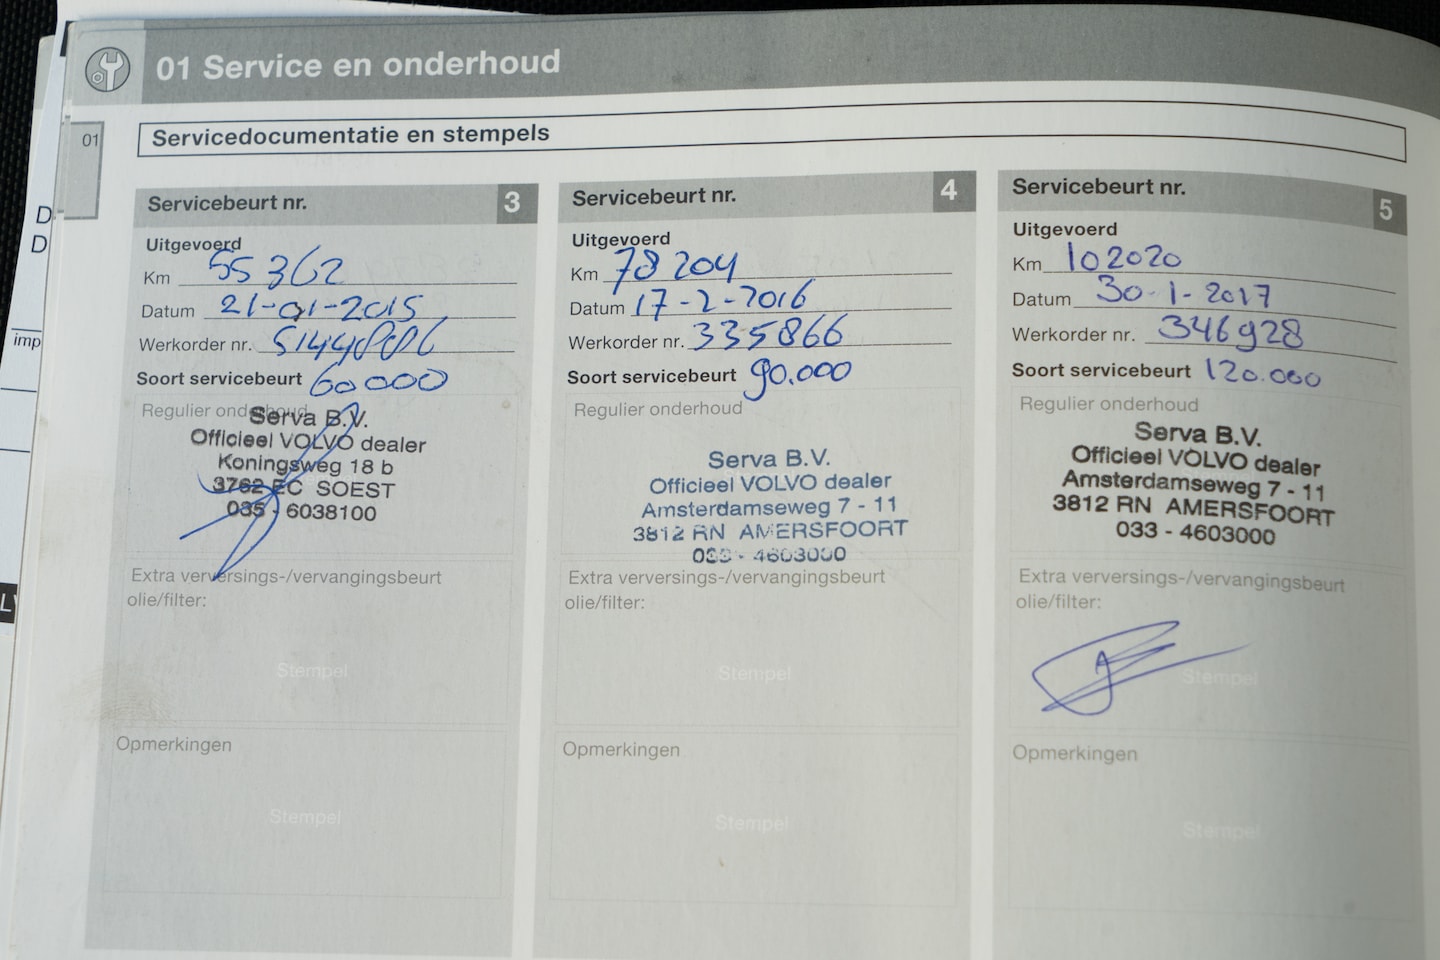 01 Service en onderhoud
01
Servicedocumentatie en stempels
Servicebeurt nr. 3
Uitgevoerd
Km 55362
Datum 21-01-2015
Werkorder nr.
Soort servicebeurt 60000
Regulier onderhoud
Serva B.V.
Officieel VOLVO dealer
Koningsweg 18 b
3762 EC SOEST
035 - 6038100
Extra verversings-/vervangingsbeurt
olie/filter:
Stempel
Opmerkingen
Stempel
Servicebeurt nr. 4
Uitgevoerd
Km 78204
Datum 17-2-2016
Werkorder nr. 335866
Soort servicebeurt 90.000
Regulier onderhoud
Serva B.V.
Officieel VOLVO dealer
Amsterdamseweg 7 - 11
3812 RN AMERSFOORT
033 - 4603000
Extra verversings-/vervangingsbeurt
olie/filter:
Stempel
Opmerkingen
Stempel
Servicebeurt nr. 5
Uitgevoerd
Km 102020
Datum 30-1-2017
Werkorder nr. 346928
Soort servicebeurt 120.000
Regulier onderhoud
Serva B.V.
Officieel VOLVO dealer
Amsterdamseweg 7 - 11
3812 RN AMERSFOORT
033 - 4603000
Extra verversings-/vervangingsbeurt
olie/filter:
Stempel
Opmerkingen
Stempel
D
D
imp